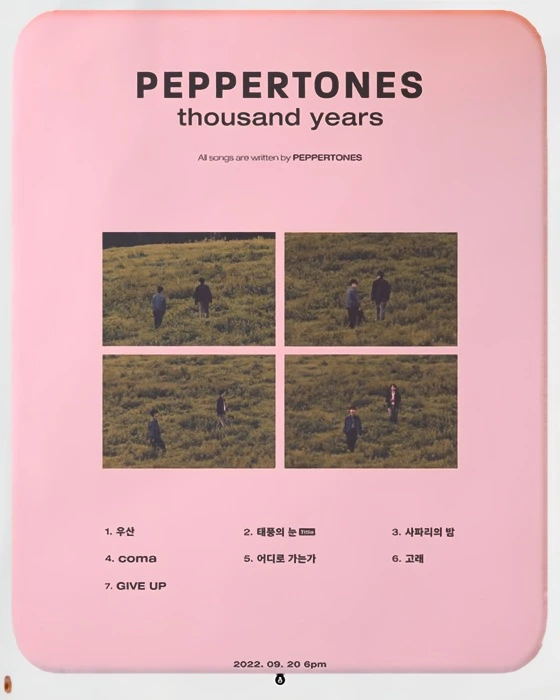 PEPPERTONES
thousand years
All songs are written by PEPPERTONES
1. 우산
2. 태풍의 눈 Title
3. 사파리의 밤
4. coma
5. 어디로 가는가
6. 고래
7. GIVE UP
2022. 09. 20 6pm